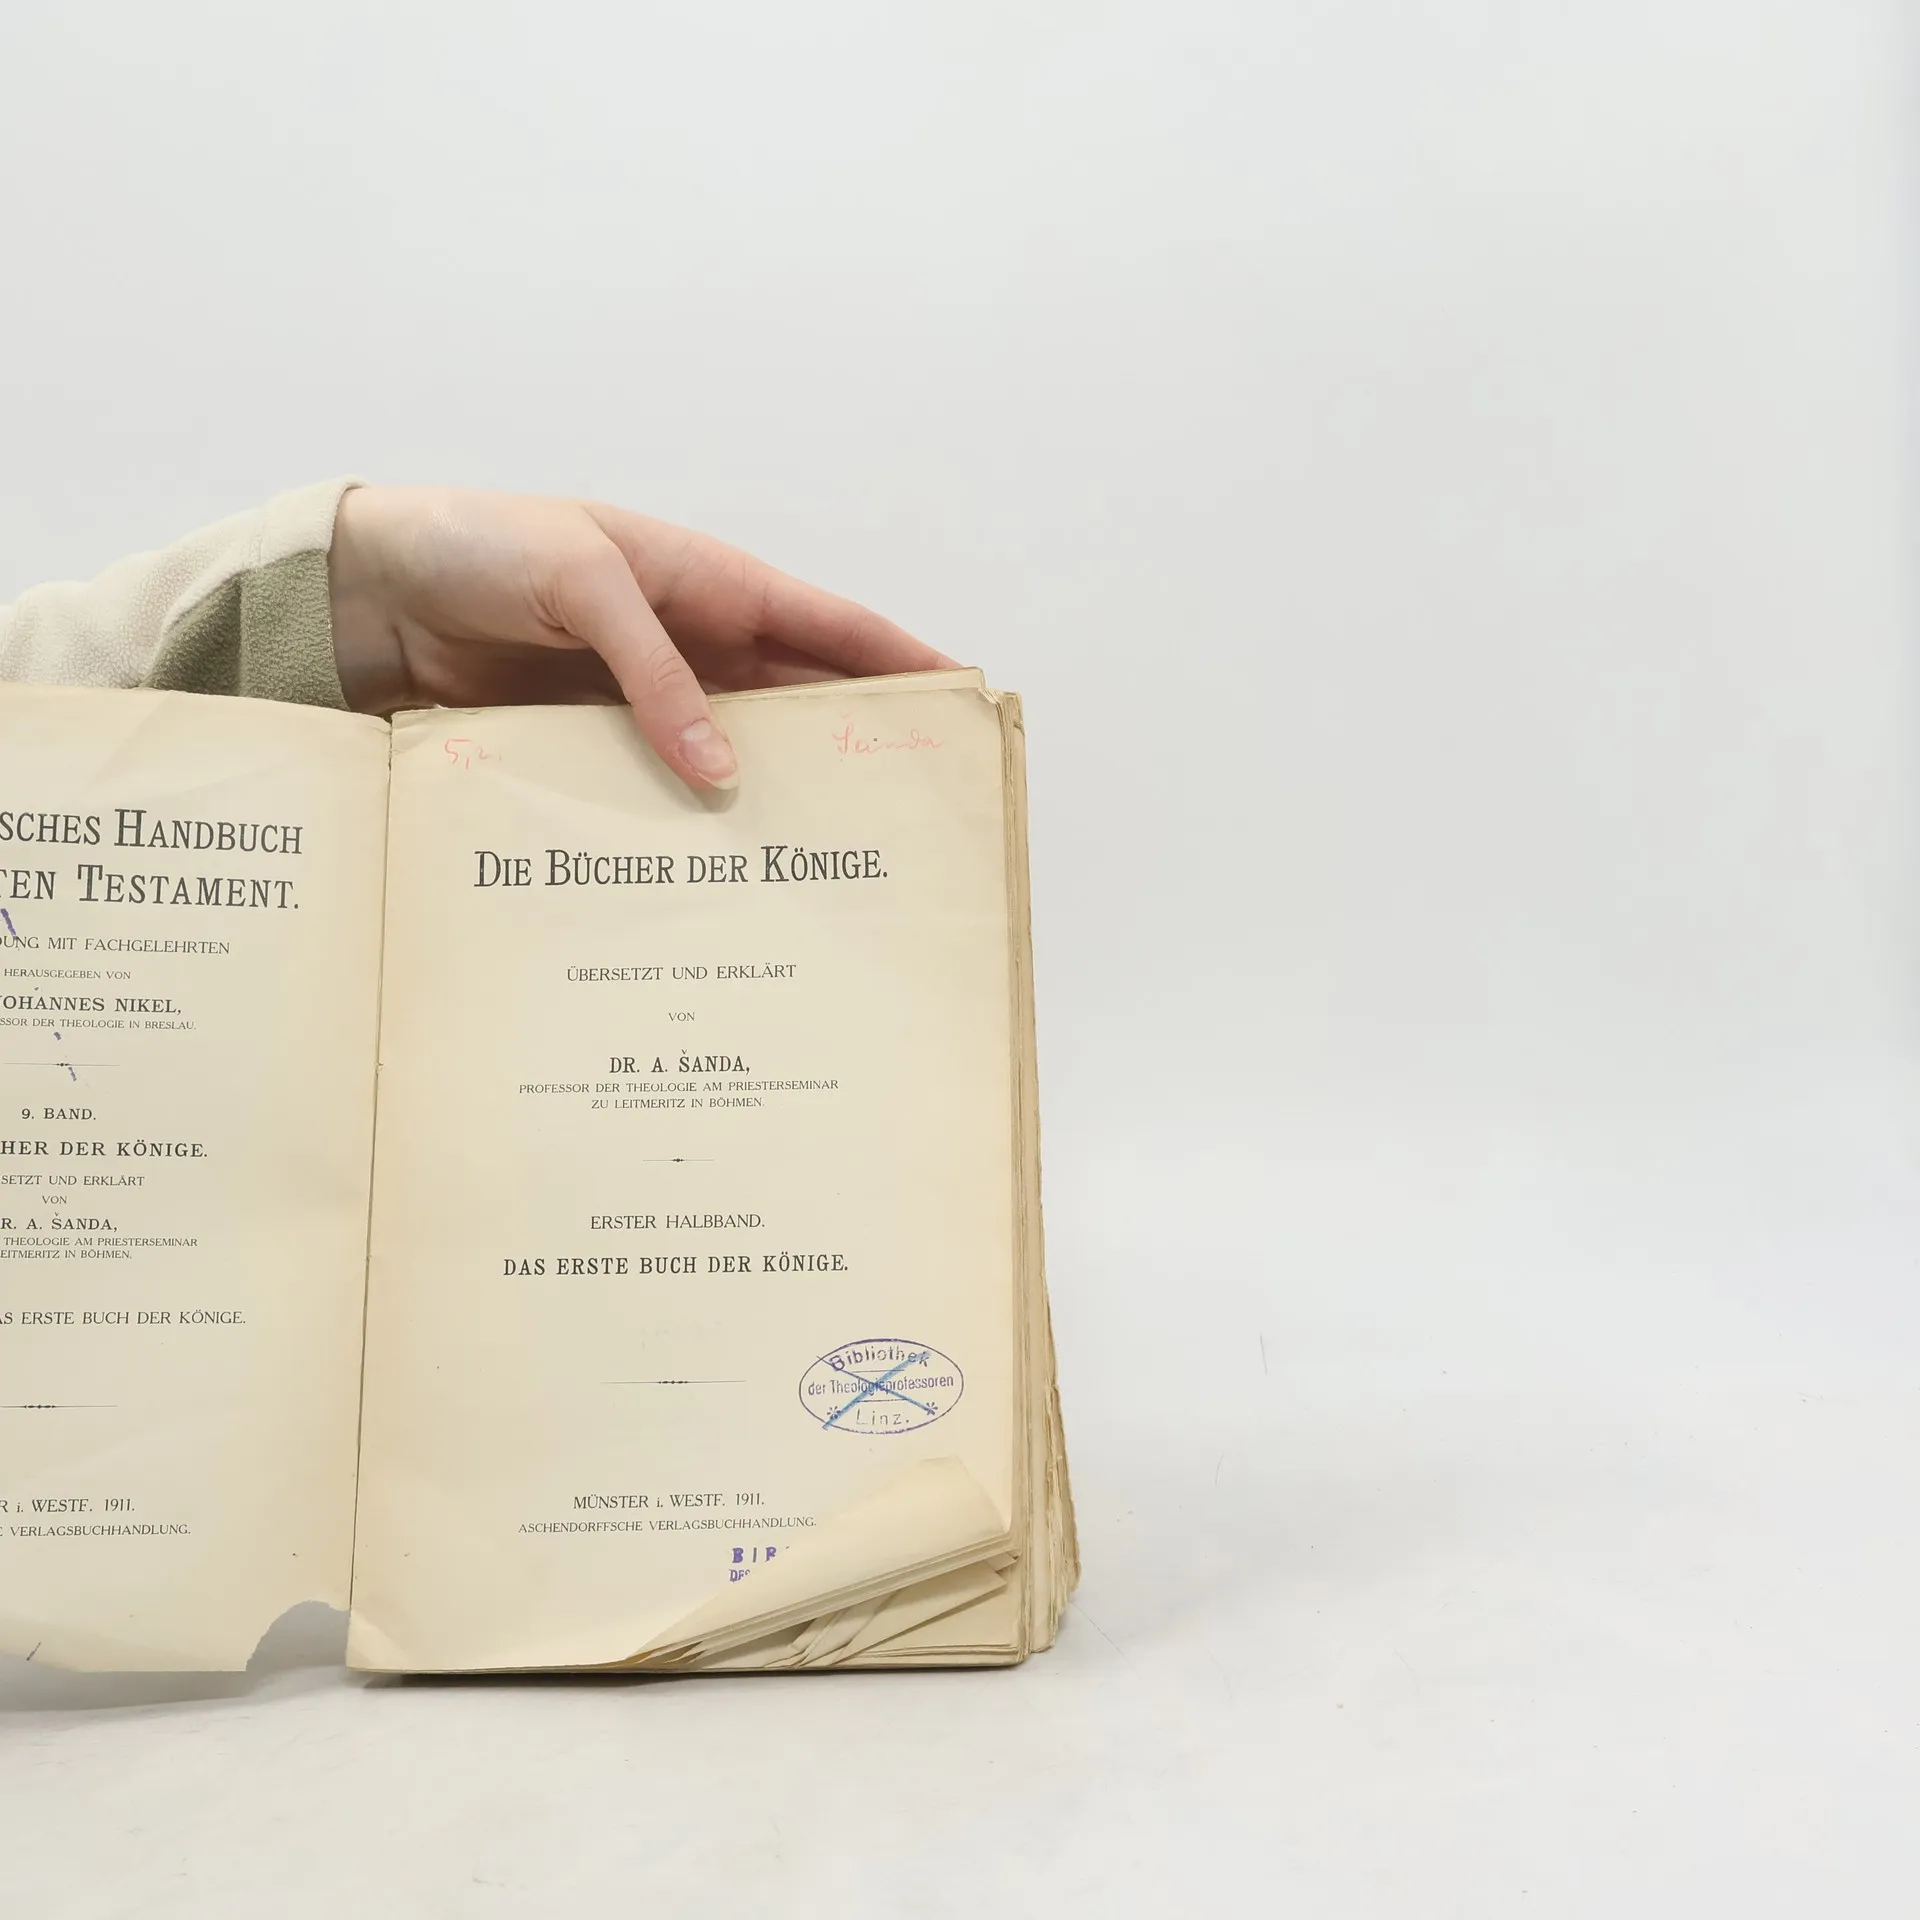 SCHES HANDBUCH
TEN TESTAMENT.
DUNG MIT FACHGELEHRTEN
HERAUSGEGEBEN VON
JOHANNES NIKEL,
SSOR DER THEOLOGIE IN BRESLAU.
9. BAND.
HER DER KÖNIGE.
SETZT UND ERKLÄRT
VON
R. A. ŠANDA,
THEOLOGIE AM PRIESTERSEMINAR
EITMERITZ IN BÖHMEN.
AS ERSTE BUCH DER KÖNIGE.
R i. WESTF. 1911.
E VERLAGSBUCHHANDLUNG.
5,2. Šanda
DIE BÜCHER DER KÖNIGE.
ÜBERSETZT UND ERKLÄRT
VON
DR. A. ŠANDA,
PROFESSOR DER THEOLOGIE AM PRIESTERSEMINAR
ZU LEITMERITZ IN BÖHMEN.
ERSTER HALBBAND.
DAS ERSTE BUCH DER KÖNIGE.
Bibliothek
der Theologieprofessoren
Linz.
MÜNSTER i. WESTF. 1911.
ASCHENDORFFSCHE VERLAGSBUCHHANDLUNG.